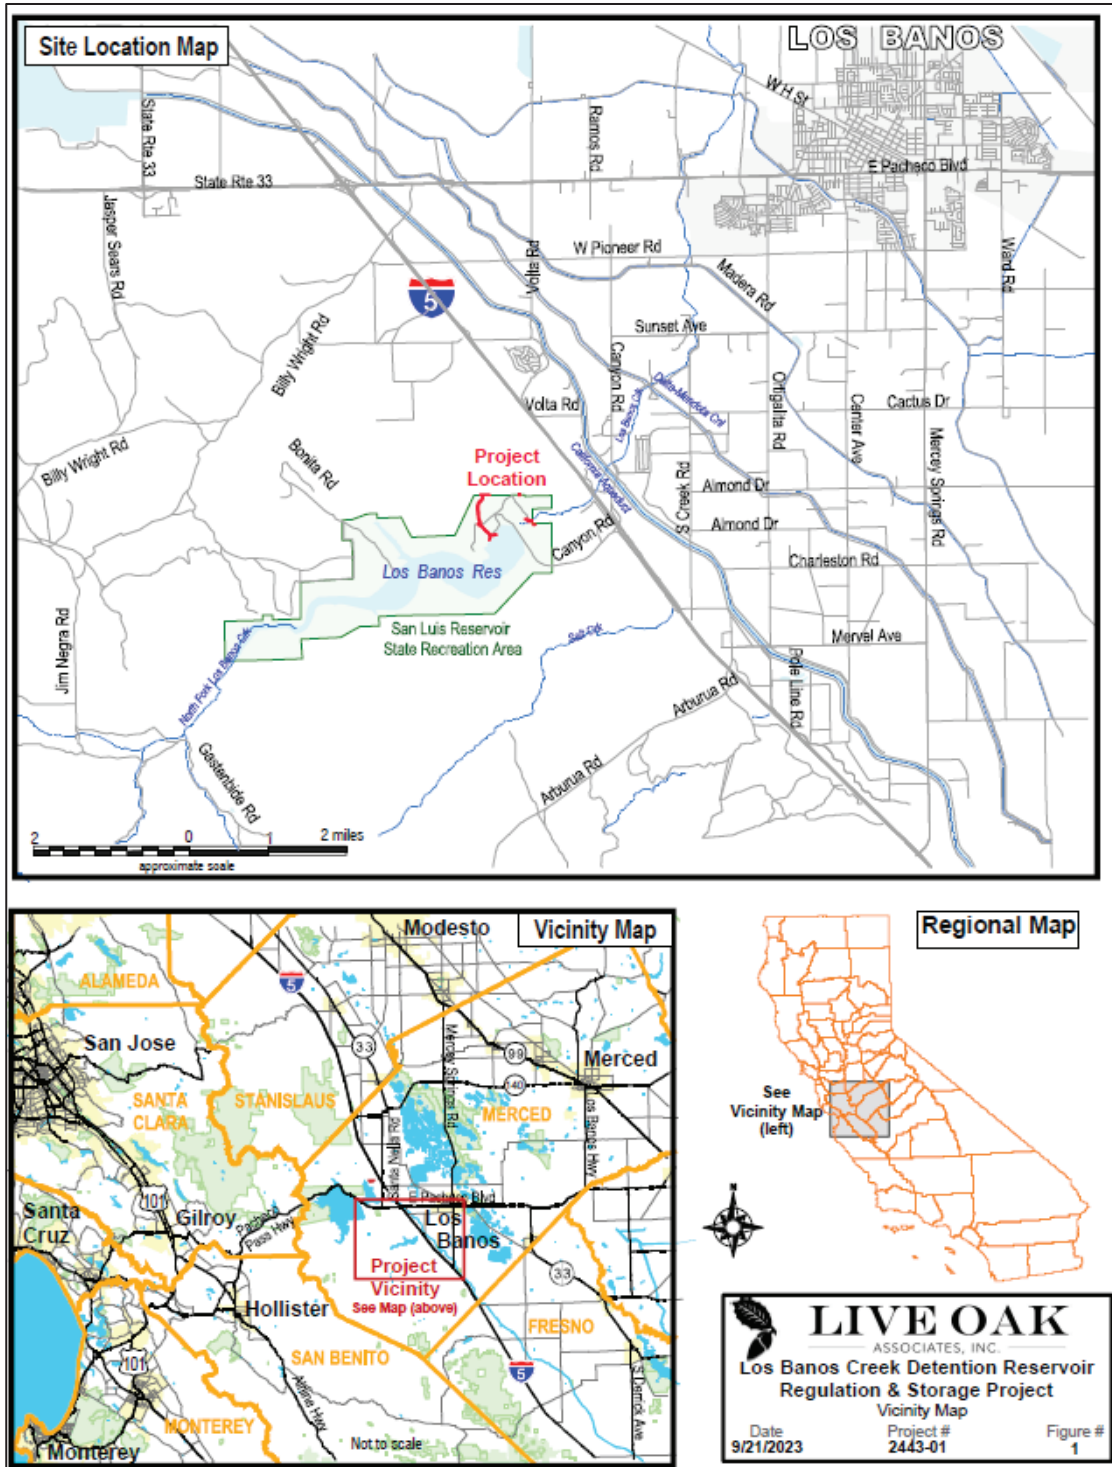 Site Location Map
LOS BANOS
W H St
State Rte 33
Ramos Rd
E Pacheco Blvd
State Rte 33
Jasper Sears Rd
Volta Rd
W Pioneer Rd
Madera Rd
Ward Rd
5
Billy Wright Rd
Sunset Ave
Canyon Rd
Ortigalita Rd
Center Ave
Cactus Dr
Mercey Springs Rd
Delta-Mendota Cnl
Los Banos Crk
Volta Rd
California Aqueduct
Billy Wright Rd
Bonita Rd
Project
Location
S Creek Rd
Almond Dr
Almond Dr
Canyon Rd
Charleston Rd
Los Banos Res
San Luis Reservoir
State Recreation Area
Salt Crk
Mervel Ave
Jim Negra Rd
North Fork Los Banos Crk
Pole Line Rd
Arburua Rd
Gastenbide Rd
Arburua Rd
2 0 1 2 miles
approximate scale
Vicinity Map
Modesto
ALAMEDA
5
San Jose
33
Mercey Springs Rd
99
Merced
140
SANTA
CLARA
STANISLAUS
MERCED
Los Banos Hwy
Santa Nella Rd
101
E Pacheco Blvd
Santa
Cruz
Gilroy
Pacheco
Pass Hwy
Los
Banos
Project
Vicinity
See Map (above)
33
Hollister
FRESNO
SAN BENITO
101
5
Airline Hwy
S Derrick Ave
MONTEREY
Monterey
Not to scale
Regional Map
See
Vicinity Map
(left)
N
LIVE OAK
ASSOCIATES, INC.
Los Banos Creek Detention Reservoir
Regulation & Storage Project
Vicinity Map
Date Project # Figure #
9/21/2023 2443-01 1